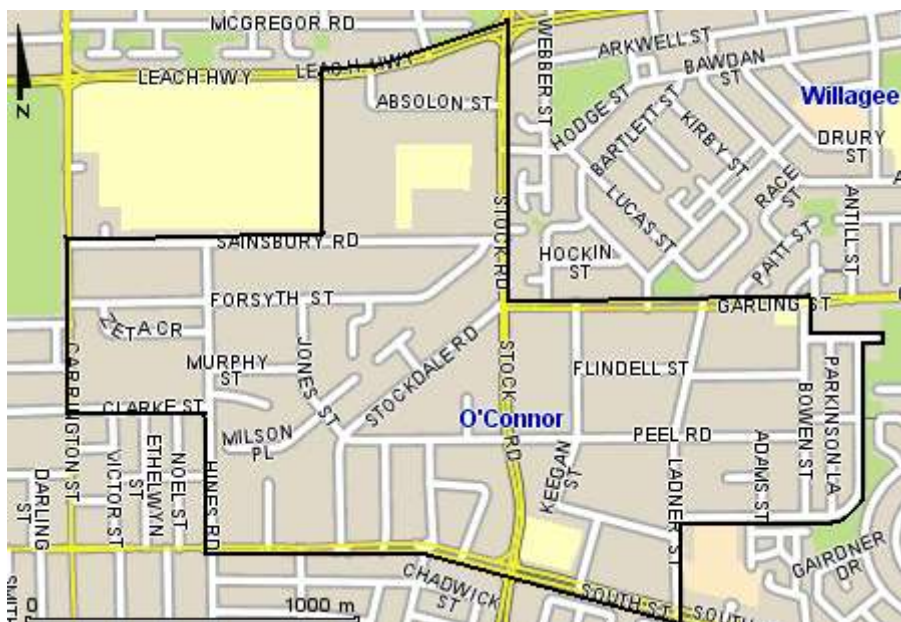 MCGREGOR RD
LEACH HWY
LEACH HWY
ABSOLON ST
WEBBER ST
ARKWELL ST
BAWDAN ST
Willagee
HODGE ST
BARTLETT ST
KIRBY ST
DRURY ST
RACE ST
LUCAS ST
ANTILL ST
PAITT ST
HOCKIN ST
STOCK RD
N
SAINSBURY RD
FORSYTH ST
ZETA CR
GARLING ST
MURPHY ST
JONES ST
STOCKDALE RD
STOCK RD
FLINDELL ST
PARKINSON LA
BOWEN ST
CARRINGTON ST
CLARKE ST
O'Connor
MILSON PL
PEEL RD
KEEGAN ST
LADNER ST
ADAMS ST
DARLING ST
VICTOR ST
ETHELWYN ST
NOEL ST
HINES RD
GAIRDNER DR
CHADWICK ST
SOUTH ST
SOUTH
SMIT
0
1000 m